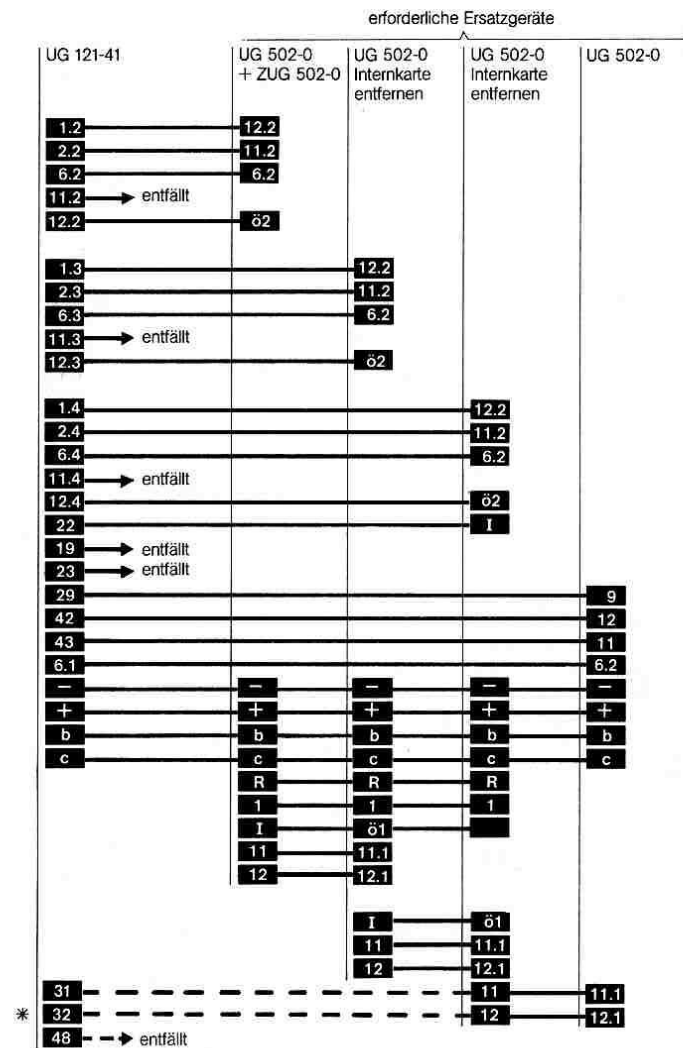 erforderliche Ersatzgeräte
UG 121-41 UG 502-0 UG 502-0 UG 502-0 UG 502-0
+ ZUG 502-0 Internkarte Internkarte
entfernen entfernen
1.2 12.2
2.2 11.2
6.2 6.2
11.2 entfällt
12.2 ö2
1.3 12.2
2.3 11.2
6.3 6.2
11.3 entfällt
12.3 ö2
1.4 12.2
2.4 11.2
6.4 6.2
11.4 entfällt
12.4 ö2
22 I
19 entfällt
23 entfällt
29 9
42 12
43 11
6.1 6.2
− − − − −
+ + + + +
b b b b b
c c c c c
R R R
1 1 1
I ö1
11 11.1
12 12.1
I ö1
11 11.1
12 12.1
31 11 11.1
* 32 12 12.1
48 entfällt